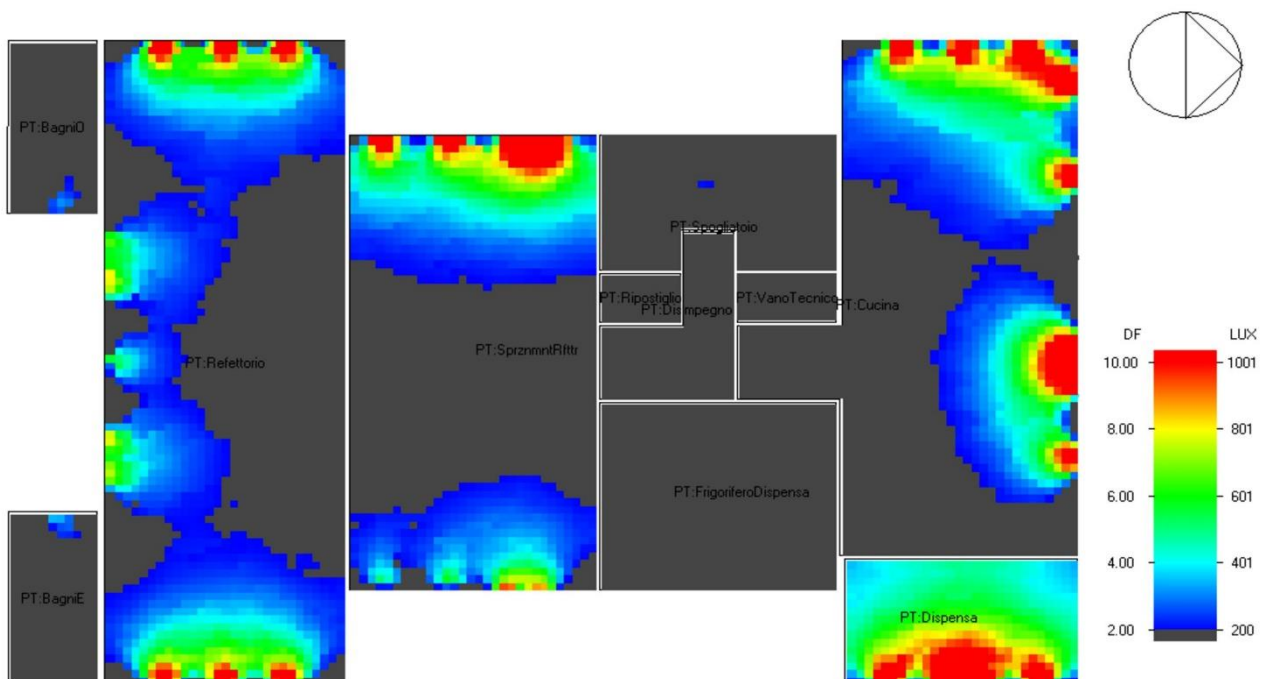 PT:BagniO
PT:Spogliatoio
PT:Ripostiglio
PT:VanoTecnico
PT:Disimpegno
PT:Cucina
PT:Refettorio
PT:SprznmntRfttr
PT:FrigoriferoDispensa
PT:BagniE
PT:Dispensa
DF LUX
10.00 1001
8.00 801
6.00 601
4.00 401
2.00 200